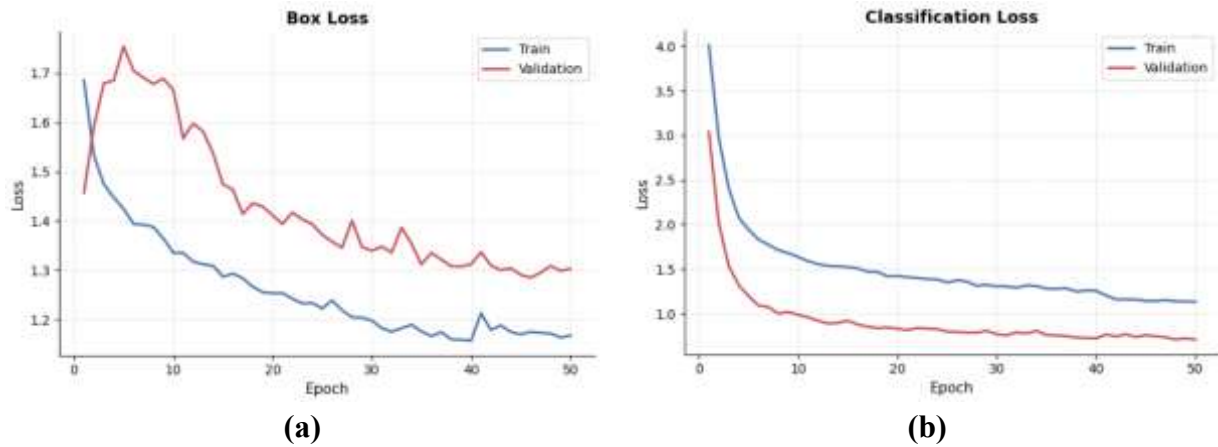 Box Loss
Train
Validation
1.7
1.6
1.5
1.4
1.3
1.2
Loss
0
10
20
30
40
50
Epoch
(a)
Classification Loss
Train
Validation
4.0
3.5
3.0
2.5
2.0
1.5
1.0
Loss
0
10
20
30
40
50
Epoch
(b)